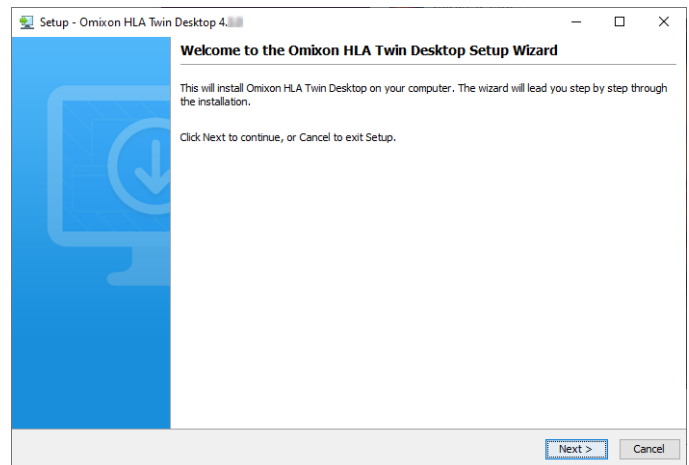 Setup - Omixon HLA Twin Desktop 4.
Welcome to the Omixon HLA Twin Desktop Setup Wizard
This will install Omixon HLA Twin Desktop on your computer. The wizard will lead you step by step through
the installation.
Click Next to continue, or Cancel to exit Setup.
Next >
Cancel